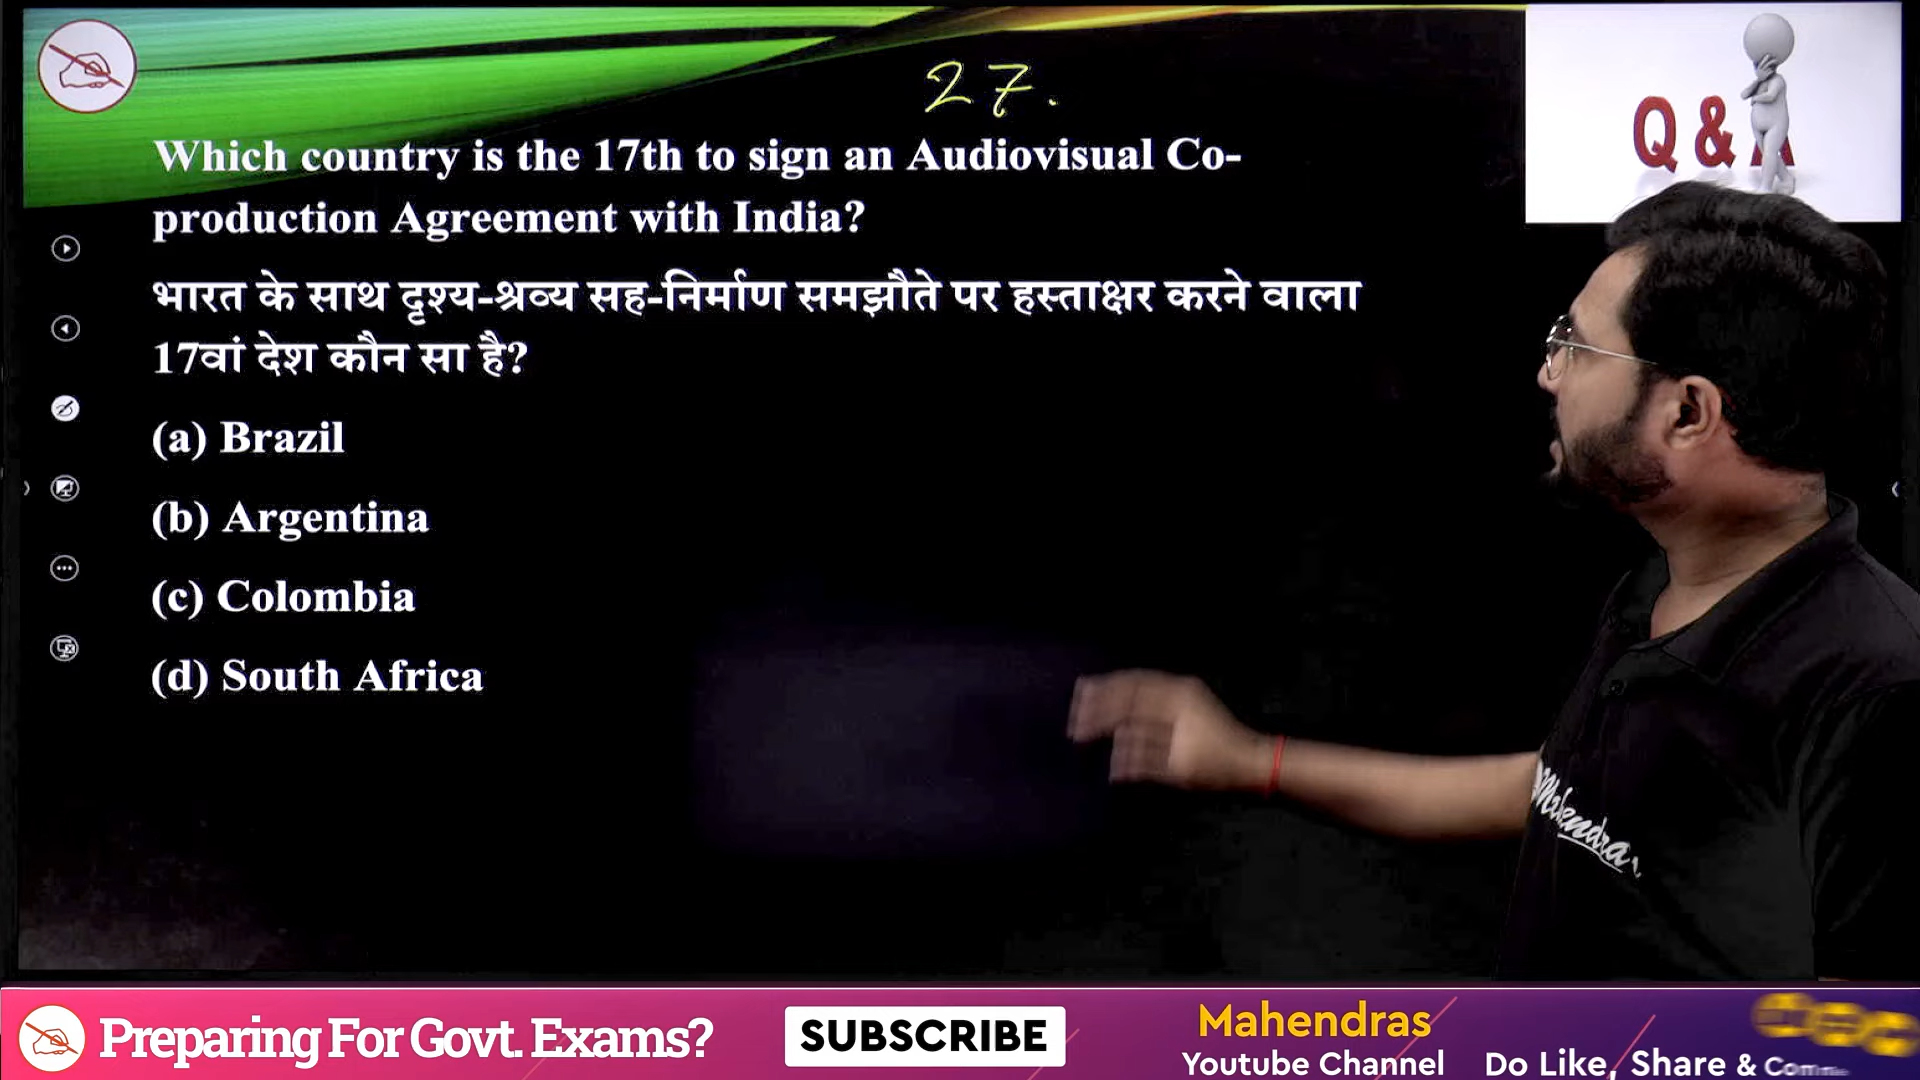 27.
Q & A
Which country is the 17th to sign an Audiovisual Co-
production Agreement with India?
भारत के साथ दृश्य-श्रव्य सह-निर्माण समझौते पर हस्ताक्षर करने वाला
17वां देश कौन सा है?
(a) Brazil
(b) Argentina
(c) Colombia
(d) South Africa
Mahendra
Preparing For Govt. Exams?
SUBSCRIBE
Mahendras
Youtube Channel
Do Like, Share &